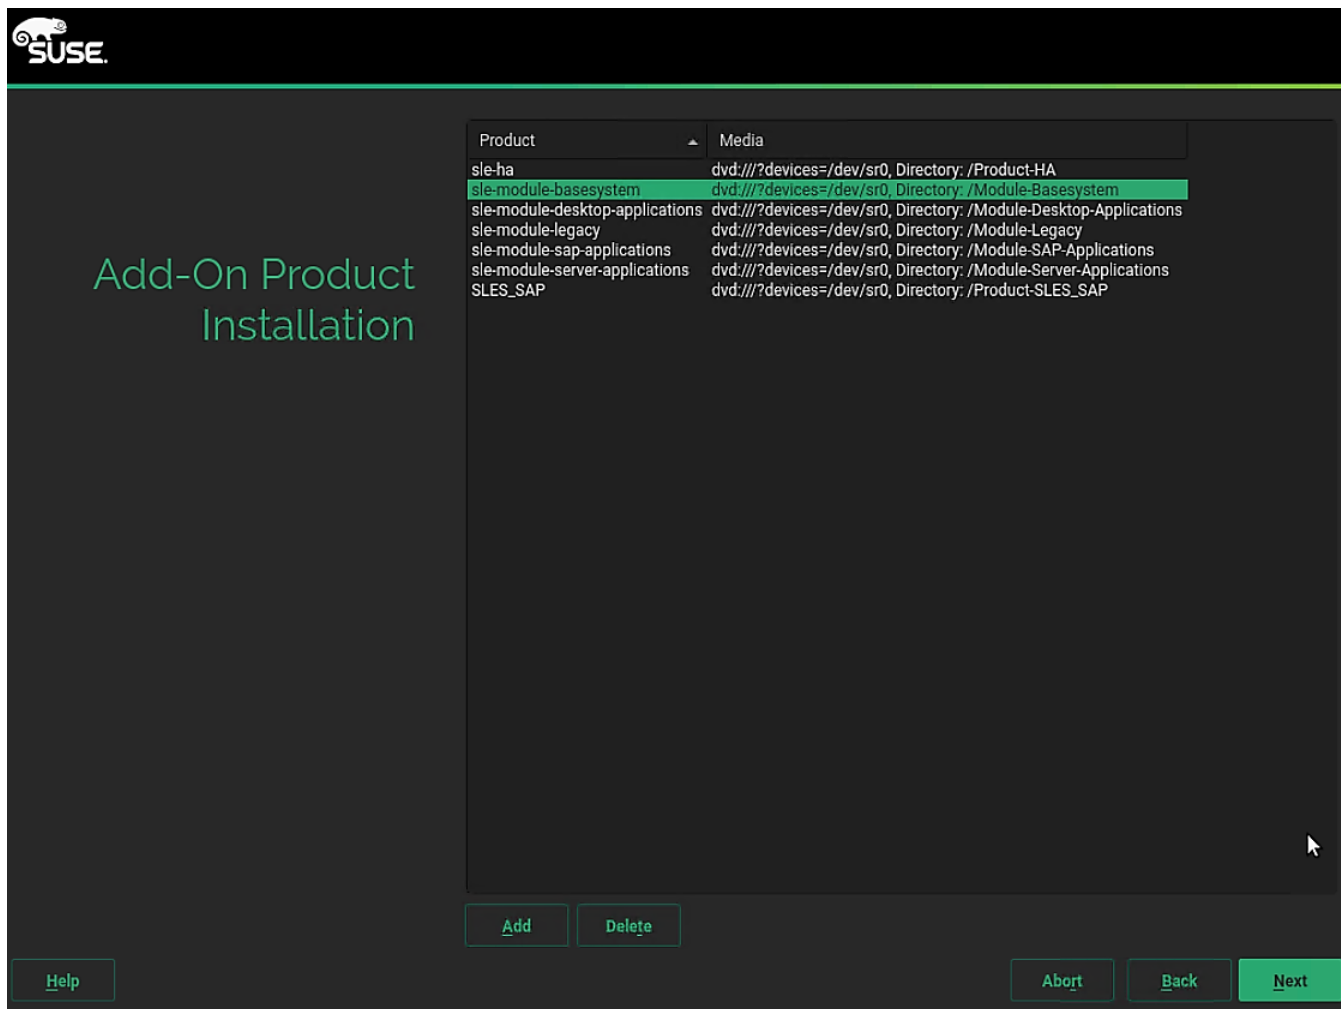 SUSE.
Add-On Product
Installation
Product Media
sle-ha dvd:///?devices=/dev/sr0, Directory: /Product-HA
sle-module-basesystem dvd:///?devices=/dev/sr0, Directory: /Module-Basesystem
sle-module-desktop-applications dvd:///?devices=/dev/sr0, Directory: /Module-Desktop-Applications
sle-module-legacy dvd:///?devices=/dev/sr0, Directory: /Module-Legacy
sle-module-sap-applications dvd:///?devices=/dev/sr0, Directory: /Module-SAP-Applications
sle-module-server-applications dvd:///?devices=/dev/sr0, Directory: /Module-Server-Applications
SLES_SAP dvd:///?devices=/dev/sr0, Directory: /Product-SLES_SAP
Add Delete
Help Abort Back Next